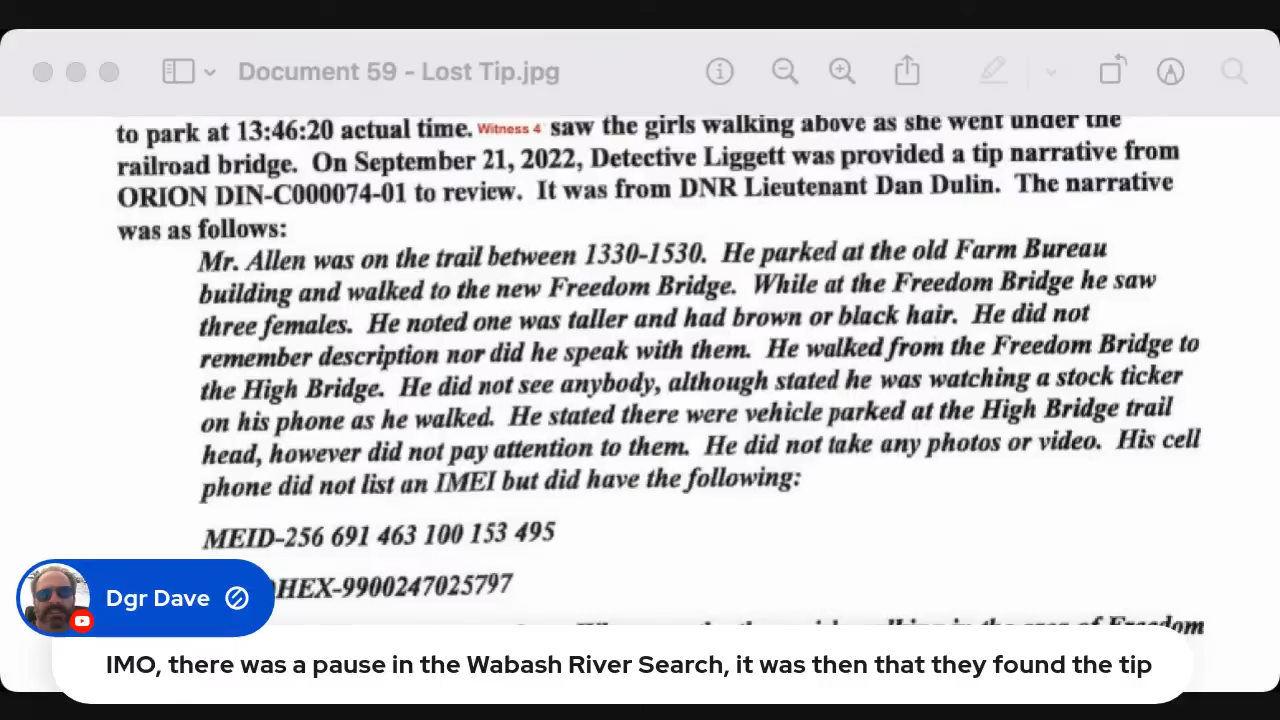 Document 59 - Lost Tip.jpg
to park at 13:46:20 actual time. Witness 4 saw the girls walking above as she went under the
railroad bridge. On September 21, 2022, Detective Liggett was provided a tip narrative from
ORION DIN-C000074-01 to review. It was from DNR Lieutenant Dan Dulin. The narrative
was as follows:
Mr. Allen was on the trail between 1330-1530. He parked at the old Farm Bureau
building and walked to the new Freedom Bridge. While at the Freedom Bridge he saw
three females. He noted one was taller and had brown or black hair. He did not
remember description nor did he speak with them. He walked from the Freedom Bridge to
the High Bridge. He did not see anybody, although stated he was watching a stock ticker
on his phone as he walked. He stated there were vehicle parked at the High Bridge trail
head, however did not pay attention to them. He did not take any photos or video. His cell
phone did not list an IMEI but did have the following:
MEID-256 691 463 100 153 495
HEX-9900247025797
Dgr Dave
walking in the area of Freedom
IMO, there was a pause in the Wabash River Search, it was then that they found the tip